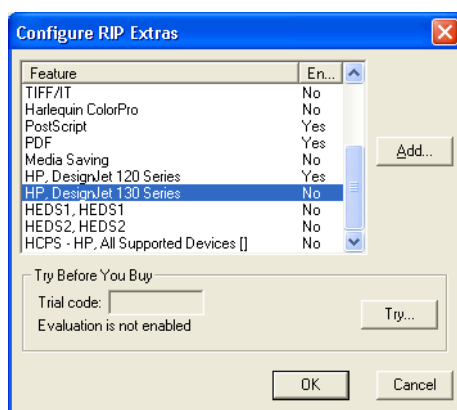 Configure RIP Extras
Feature En...
TIFF/IT No
Harlequin ColorPro No
PostScript Yes
PDF Yes
Media Saving No
HP, DesignJet 120 Series Yes
HP, DesignJet 130 Series No
HEDS1, HEDS1 No
HEDS2, HEDS2 No
HCPS - HP, All Supported Devices [] No
Add...
Try Before You Buy
Trial code:
Evaluation is not enabled
Try...
OK Cancel